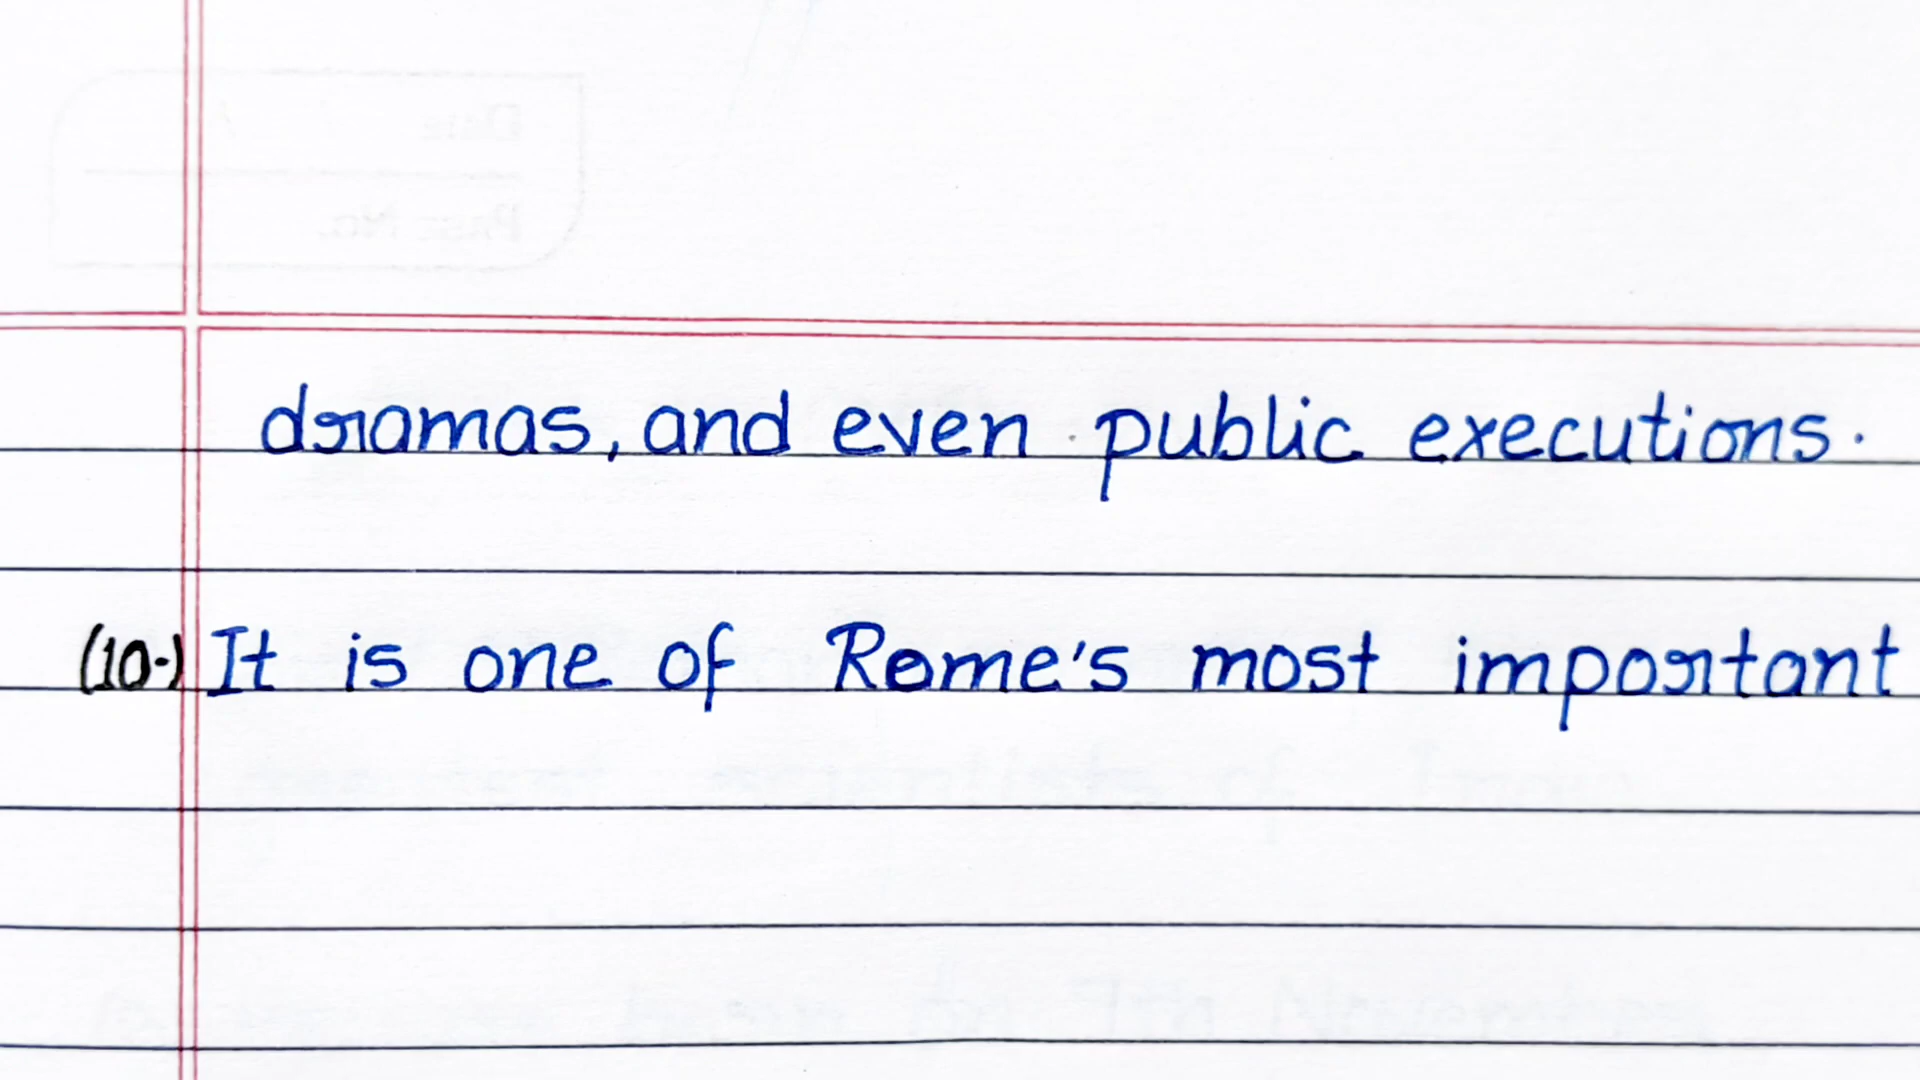 dramas, and even public executions.
(10.) It is one of Rome's most important